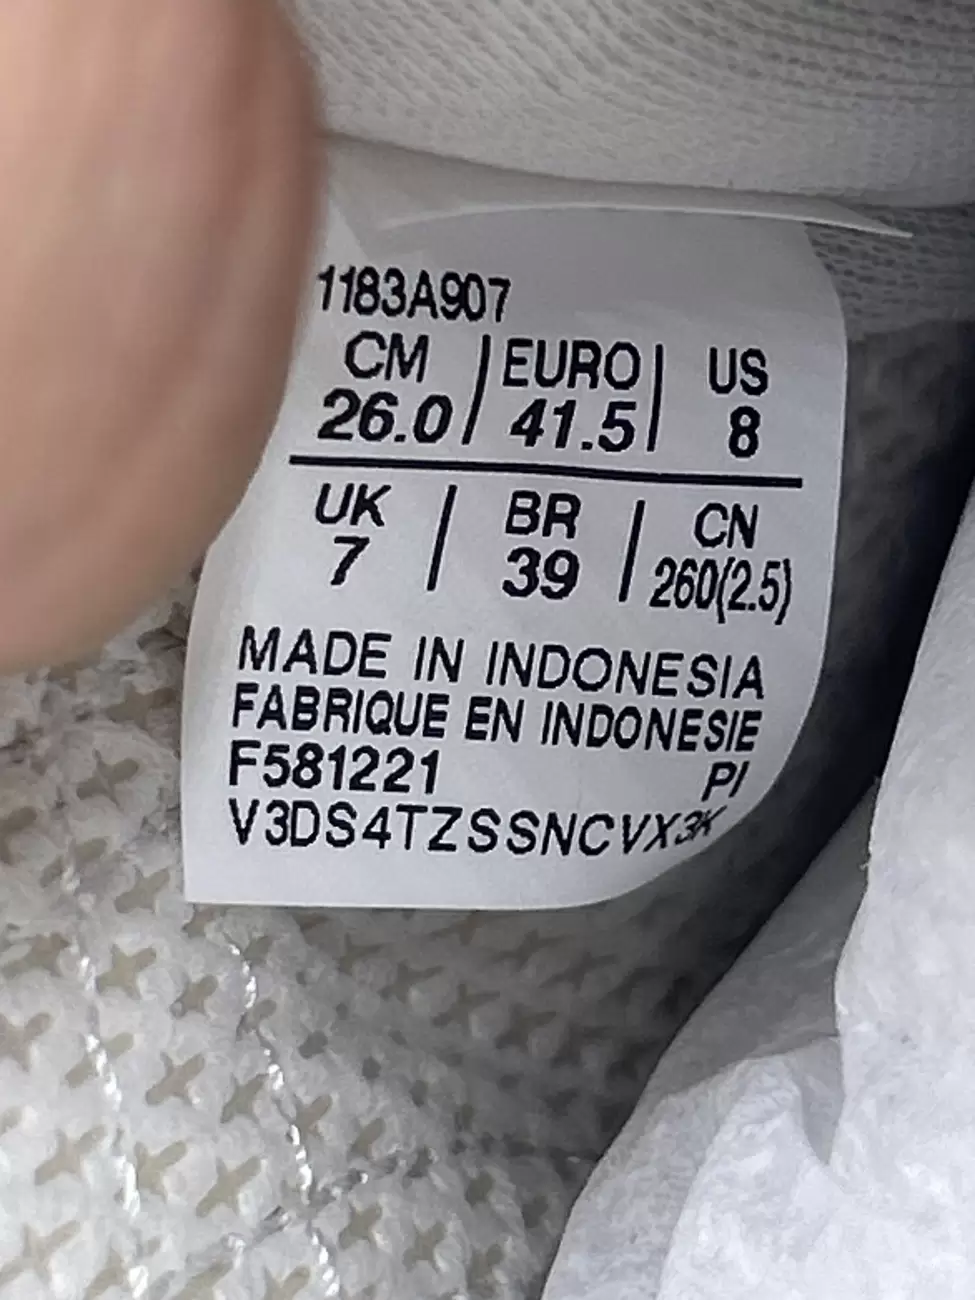 1183A907
CM | EURO | US
26.0 | 41.5 | 8
UK | BR | CN
7 | 39 | 260(2.5)
MADE IN INDONESIA
FABRIQUE EN INDONESIE
F581221 PI
V3DS4TZSSNCVX3K